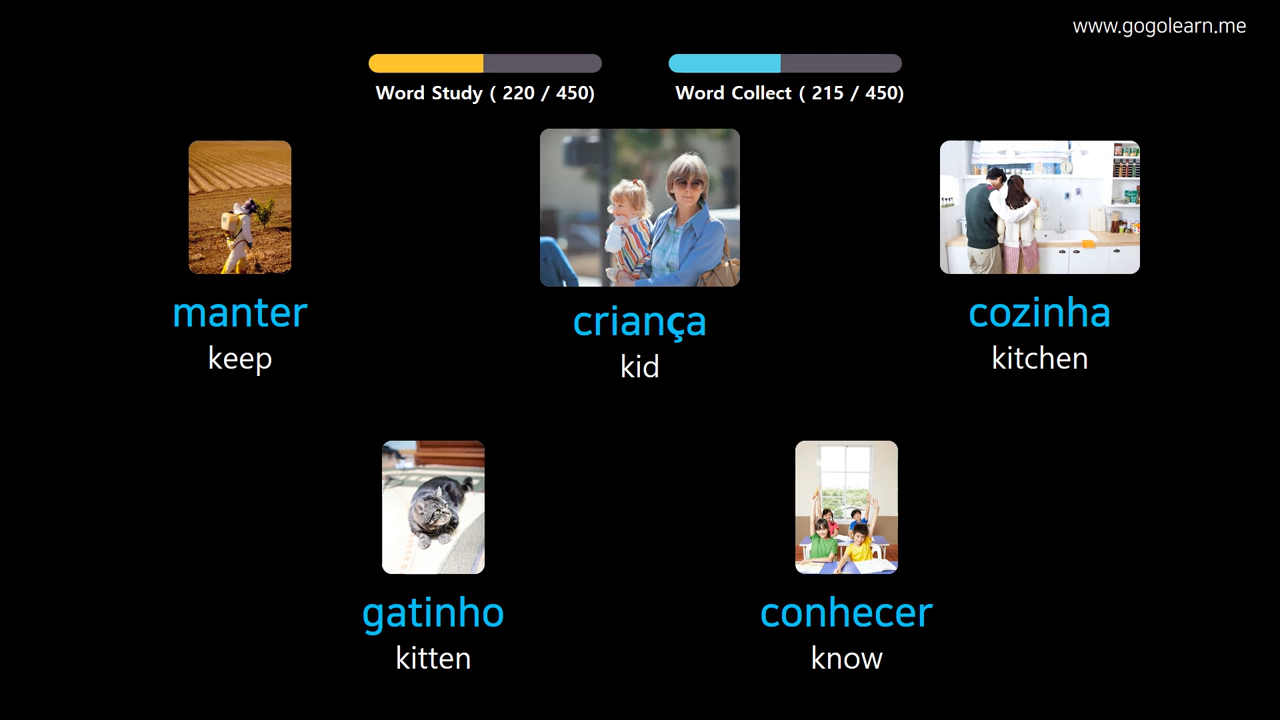 www.gogolearn.me
Word Study ( 220 / 450)
Word Collect ( 215 / 450)
manter
keep
criança
kid
cozinha
kitchen
gatinho
kitten
conhecer
know